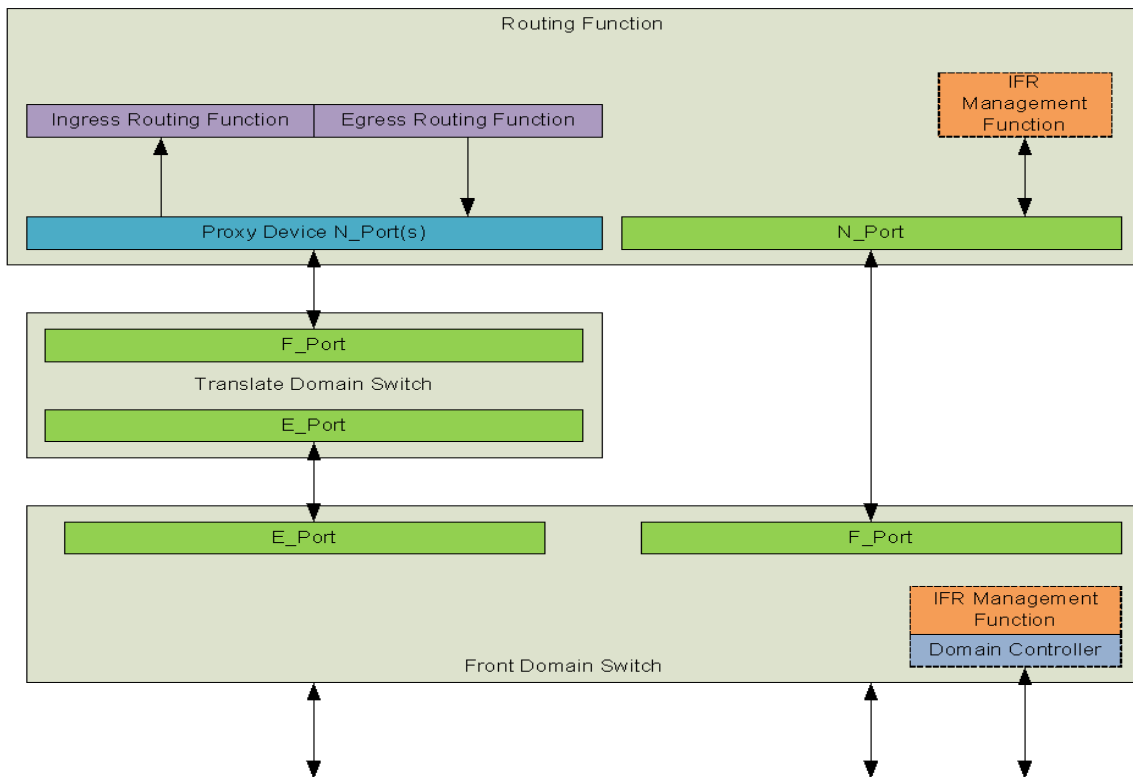 Routing Function
IFR
Management
Function
Ingress Routing Function
Egress Routing Function
Proxy Device N_Port(s)
N_Port
F_Port
Translate Domain Switch
E_Port
E_Port
F_Port
IFR Management
Function
Domain Controller
Front Domain Switch